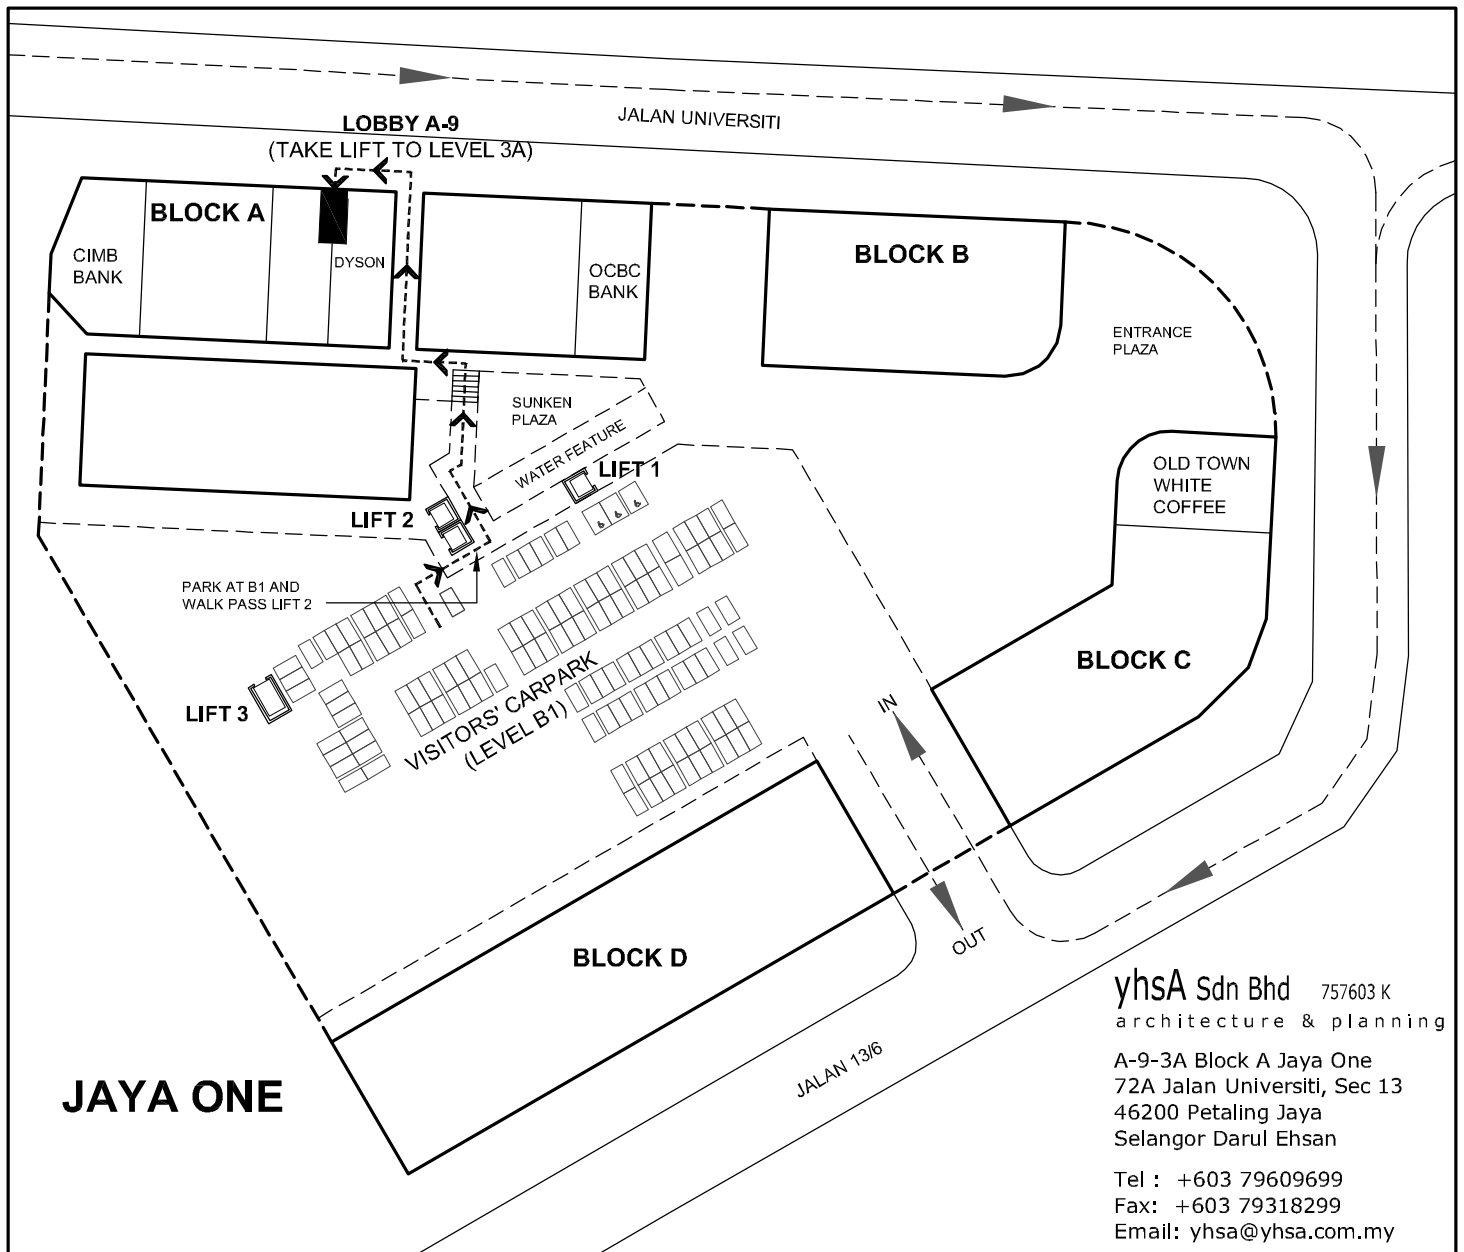 JALAN UNIVERSITI
LOBBY A-9
(TAKE LIFT TO LEVEL 3A)
BLOCK A
CIMB
BANK
DYSON
OCBC
BANK
BLOCK B
ENTRANCE
PLAZA
SUNKEN
PLAZA
WATER FEATURE
LIFT 1
LIFT 2
OLD TOWN
WHITE
COFFEE
PARK AT B1 AND
WALK PASS LIFT 2
BLOCK C
LIFT 3
VISITORS' CARPARK
(LEVEL B1)
IN
OUT
BLOCK D
JALAN 13/6
JAYA ONE
yhsA Sdn Bhd 757603 K
architecture & planning
A-9-3A Block A Jaya One
72A Jalan Universiti, Sec 13
46200 Petaling Jaya
Selangor Darul Ehsan
Tel : +603 79609699
Fax: +603 79318299
Email: yhsa@yhsa.com.my